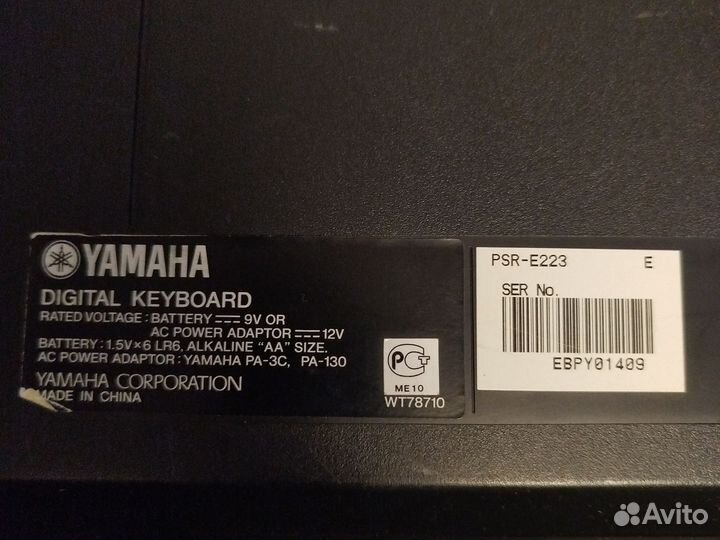 YAMAHA
DIGITAL KEYBOARD
RATED VOLTAGE : BATTERY ⎓ 9V OR
AC POWER ADAPTOR ⎓ 12V
BATTERY: 1.5V×6 LR6, ALKALINE "AA" SIZE.
AC POWER ADAPTOR: YAMAHA PA-3C, PA-130
YAMAHA CORPORATION
MADE IN CHINA
РСТ
ME10
WT78710
PSR-E223 E
SER No.
EBPY01409
Avito